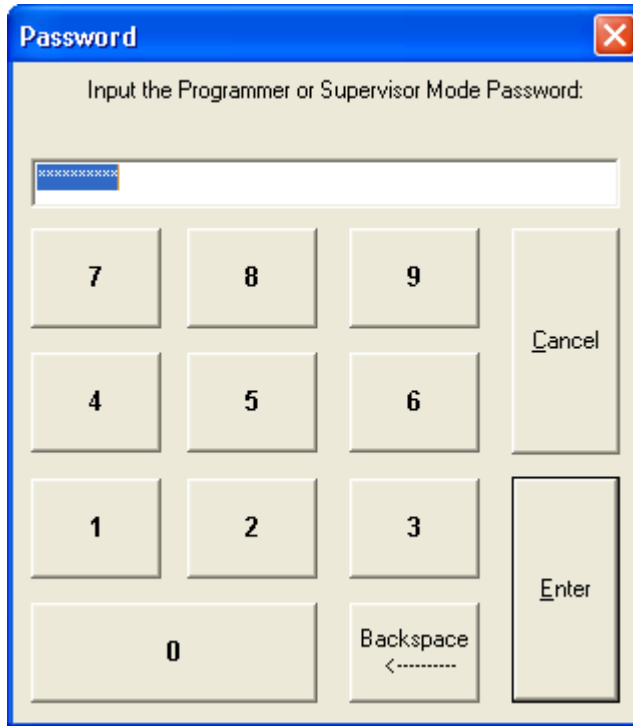 Password
Input the Programmer or Supervisor Mode Password:
××××××××××
7 8 9
Cancel
4 5 6
1 2 3
Enter
0 Backspace
<----------